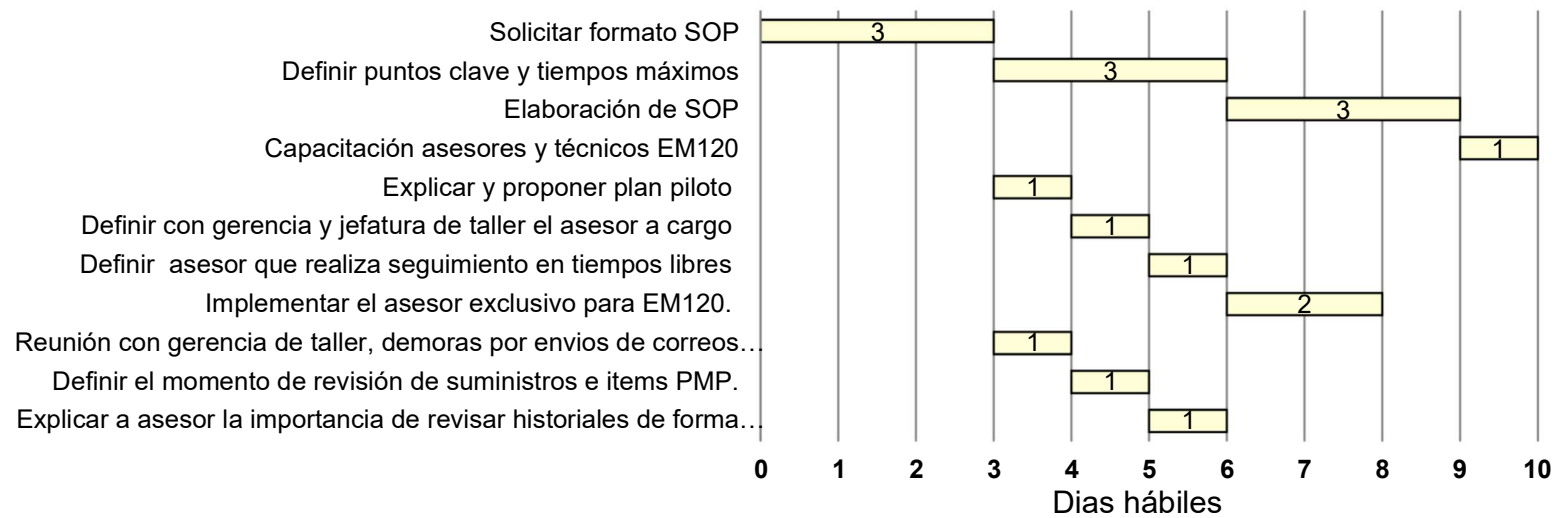 Solicitar formato SOP 3
Definir puntos clave y tiempos máximos 3
Elaboración de SOP 3
Capacitación asesores y técnicos EM120 1
Explicar y proponer plan piloto 1
Definir con gerencia y jefatura de taller el asesor a cargo 1
Definir  asesor que realiza seguimiento en tiempos libres 1
Implementar el asesor exclusivo para EM120. 2
Reunión con gerencia de taller, demoras por envios de correos… 1
Definir el momento de revisión de suministros e items PMP. 1
Explicar a asesor la importancia de revisar historiales de forma… 1
0 1 2 3 4 5 6 7 8 9 10
Dias hábiles